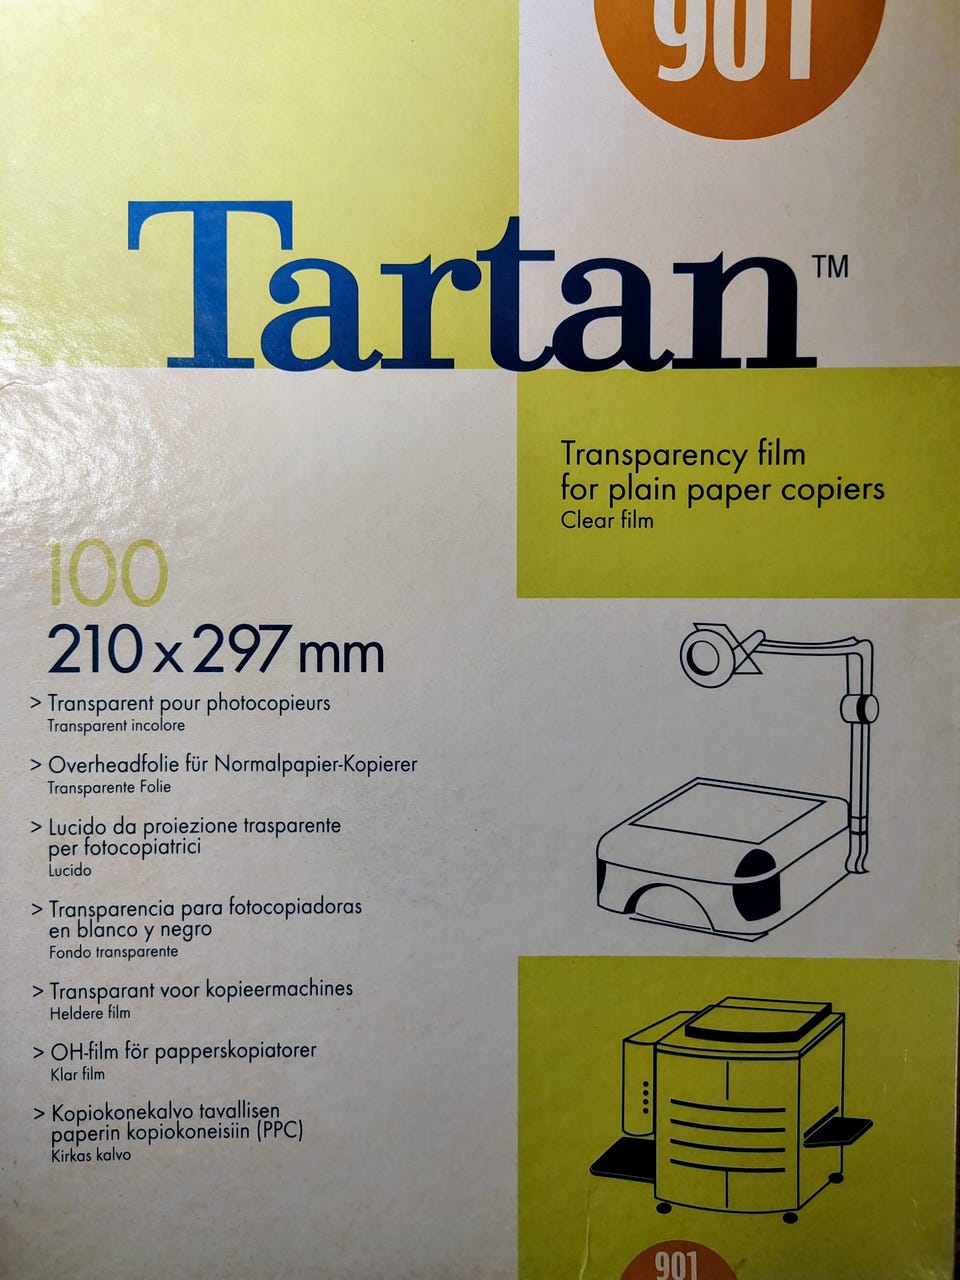 901
Tartan™
Transparency film
for plain paper copiers
Clear film
100
210 x 297 mm
> Transparent pour photocopieurs
Transparent incolore
> Overheadfolie für Normalpapier-Kopierer
Transparente Folie
> Lucido da proiezione trasparente
per fotocopiatrici
Lucido
> Transparencia para fotocopiadoras
en blanco y negro
Fondo transparente
> Transparant voor kopieermachines
Heldere film
> OH-film för papperskopiatorer
Klar film
> Kopiokonekalvo tavallisen
paperin kopiokoneisiin (PPC)
Kirkas kalvo
901